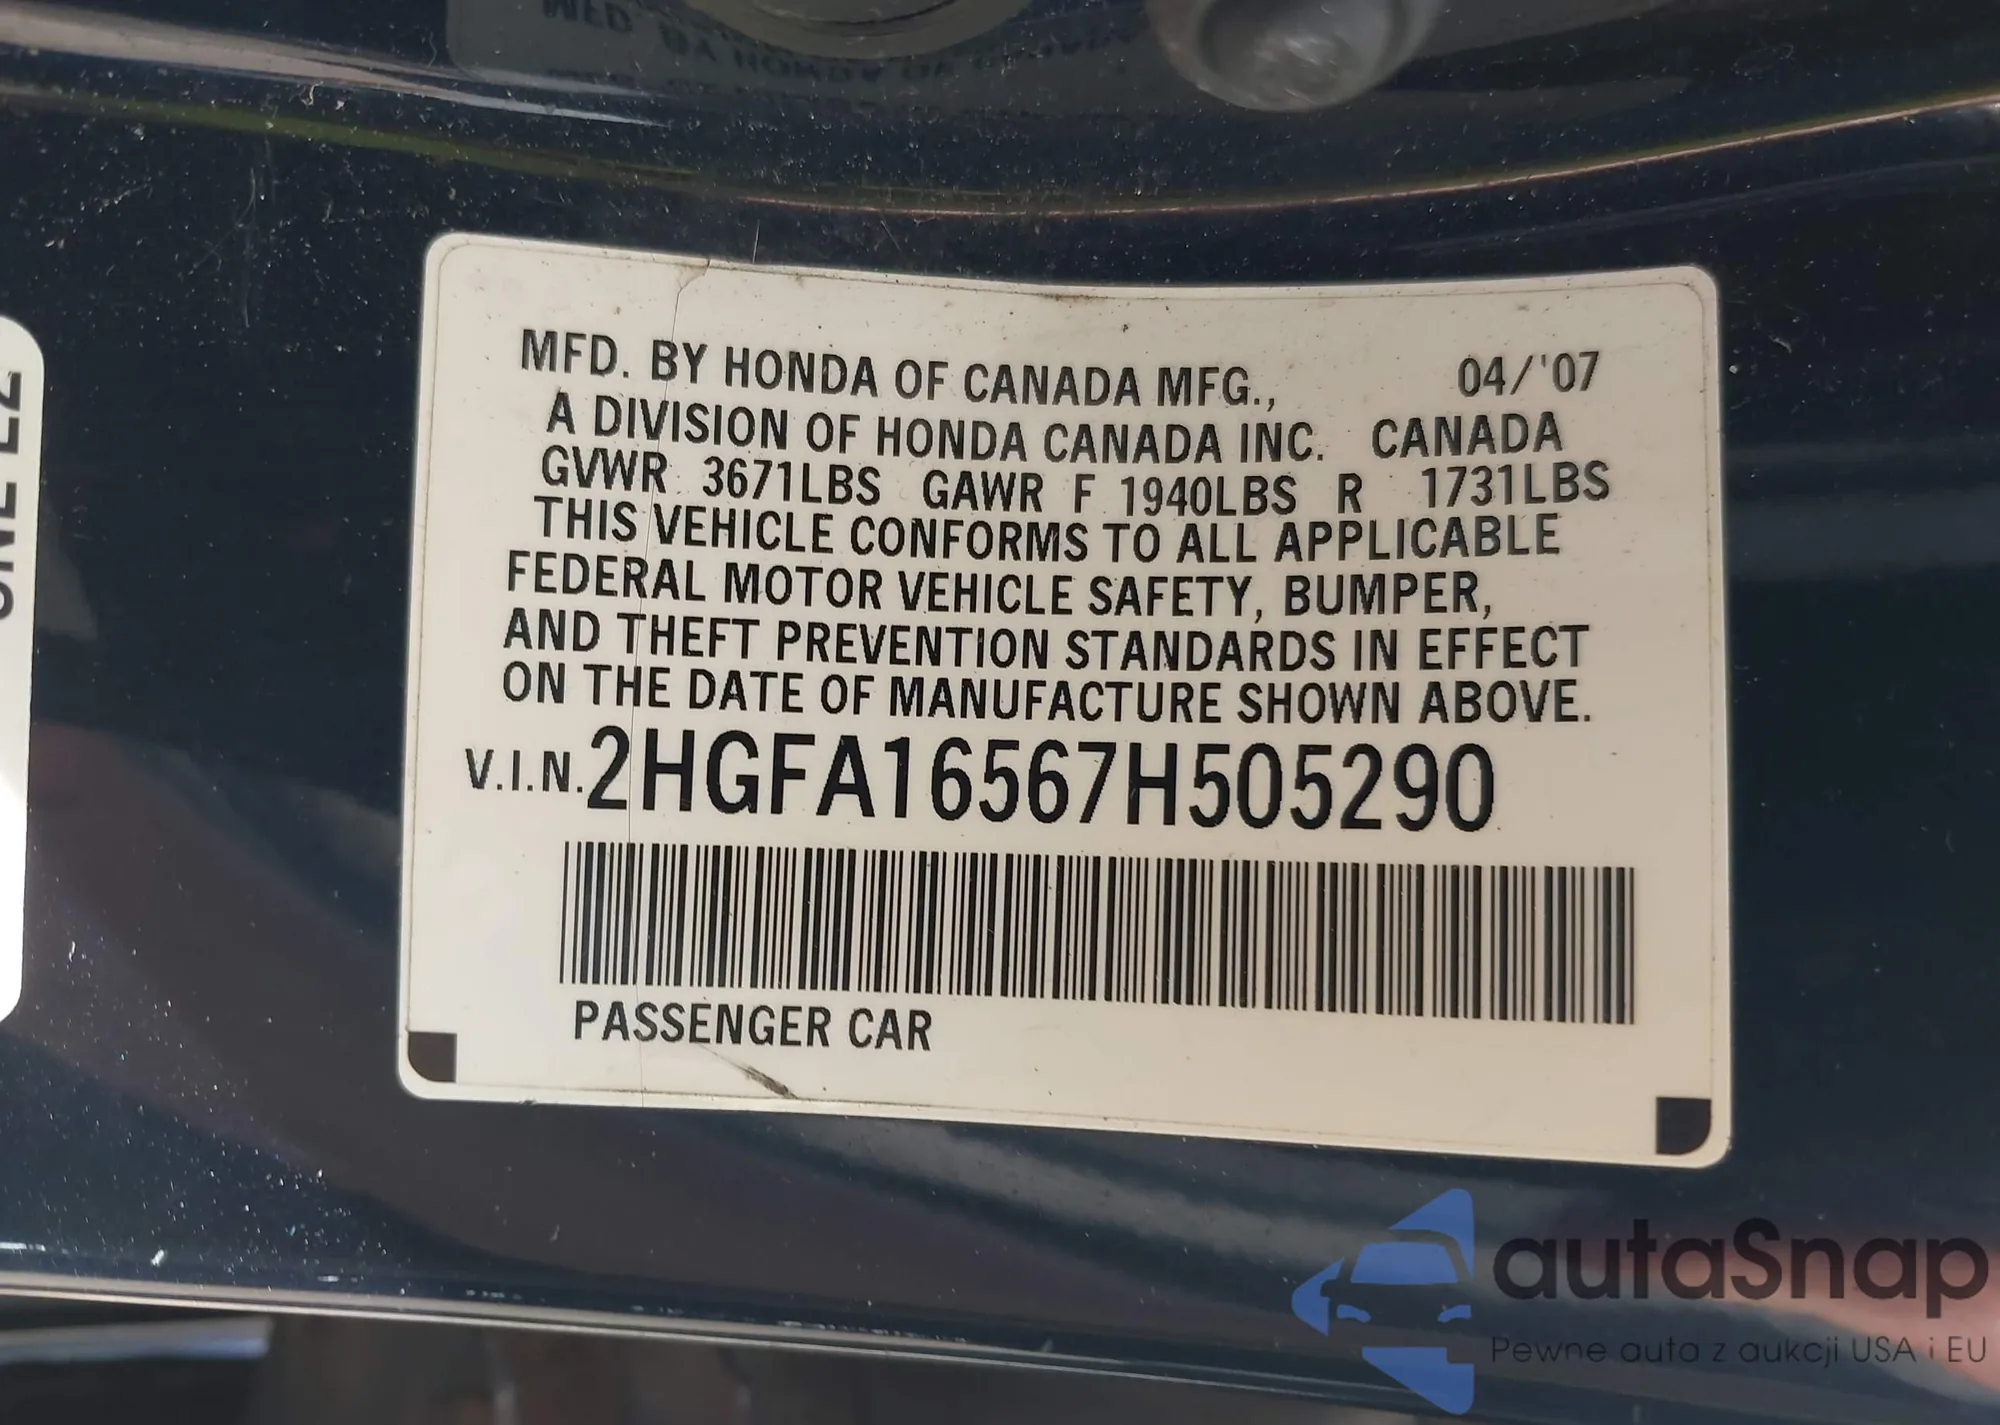 MFD. BY HONDA OF CANADA MFG., 04/'07
A DIVISION OF HONDA CANADA INC. CANADA
GVWR 3671LBS GAWR F 1940LBS R 1731LBS
THIS VEHICLE CONFORMS TO ALL APPLICABLE
FEDERAL MOTOR VEHICLE SAFETY, BUMPER,
AND THEFT PREVENTION STANDARDS IN EFFECT
ON THE DATE OF MANUFACTURE SHOWN ABOVE.
V.I.N. 2HGFA16567H505290
PASSENGER CAR
autaSnap
Pewne auta z aukcji USA i EU